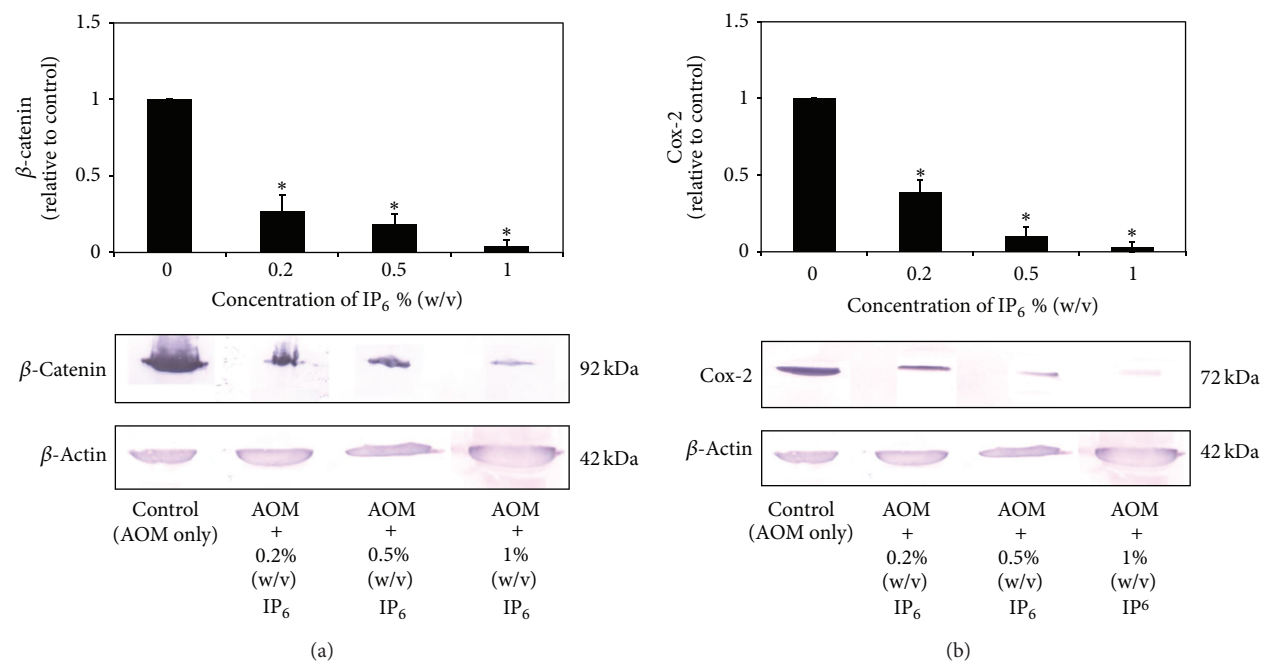 1.5
1
0.5
0
β-catenin
(relative to control)
*
*
*
0 0.2 0.5 1
Concentration of IP₆ % (w/v)
β-Catenin
92 kDa
β-Actin
42 kDa
Control
(AOM only)
AOM
+
0.2%
(w/v)
IP₆
AOM
+
0.5%
(w/v)
IP₆
AOM
+
1%
(w/v)
IP₆
(a)
1.5
1
0.5
0
Cox-2
(relative to control)
*
*
*
0 0.2 0.5 1
Concentration of IP₆ % (w/v)
Cox-2
72 kDa
β-Actin
42 kDa
Control
(AOM only)
AOM
+
0.2%
(w/v)
IP₆
AOM
+
0.5%
(w/v)
IP₆
AOM
+
1%
(w/v)
IP⁶
(b)